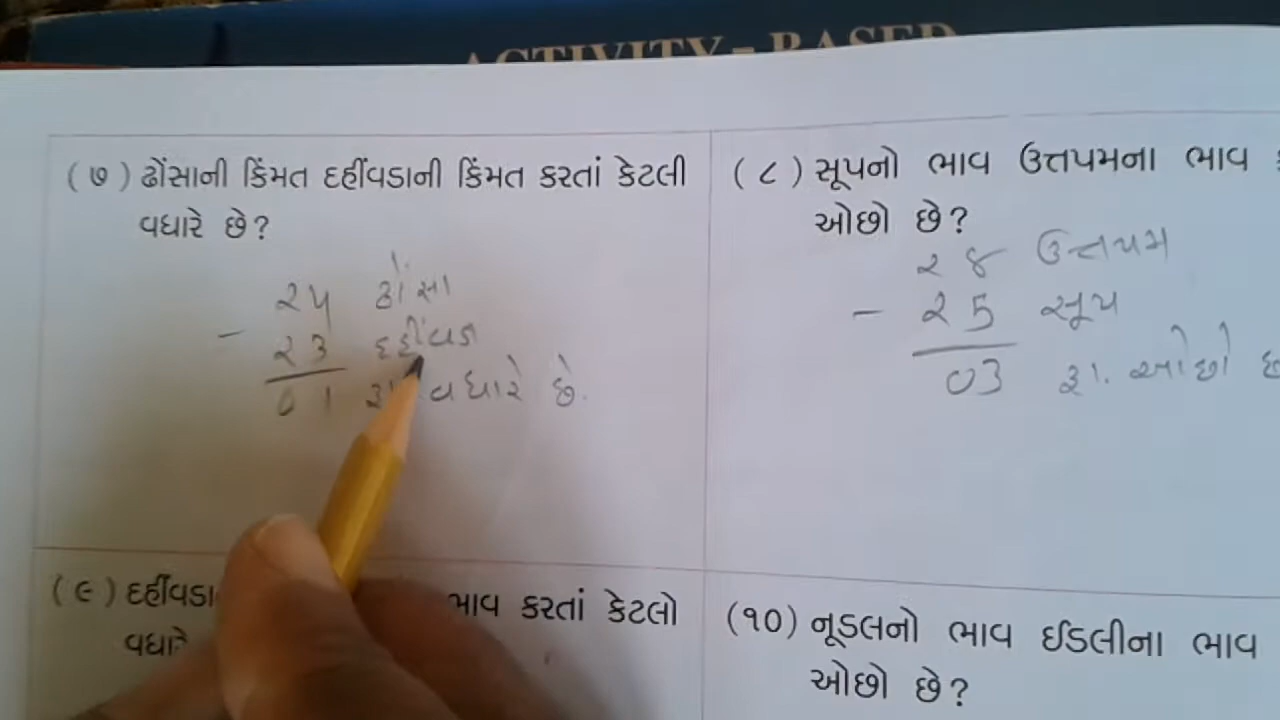 ACTIVITY - BASED
(૭) ઢોંસાની કિંમત દહીંવડાની કિંમત કરતાં કેટલી
વધારે છે?
૨૫ ઢોંસા
- ૨૩ દહીંવડા
૦૧ રૂા વધારે છે.
(૮) સૂપનો ભાવ ઉત્તપમના ભાવ
ઓછો છે?
૨૪ ઉત્તપમ
- ૨૬ સૂપ
૦૩ રૂા. ઓછો
(૯) દહીંવડા ભાવ કરતાં કેટલો
વધારે
(૧૦) નૂડલનો ભાવ ઈડલીના ભાવ
ઓછો છે?